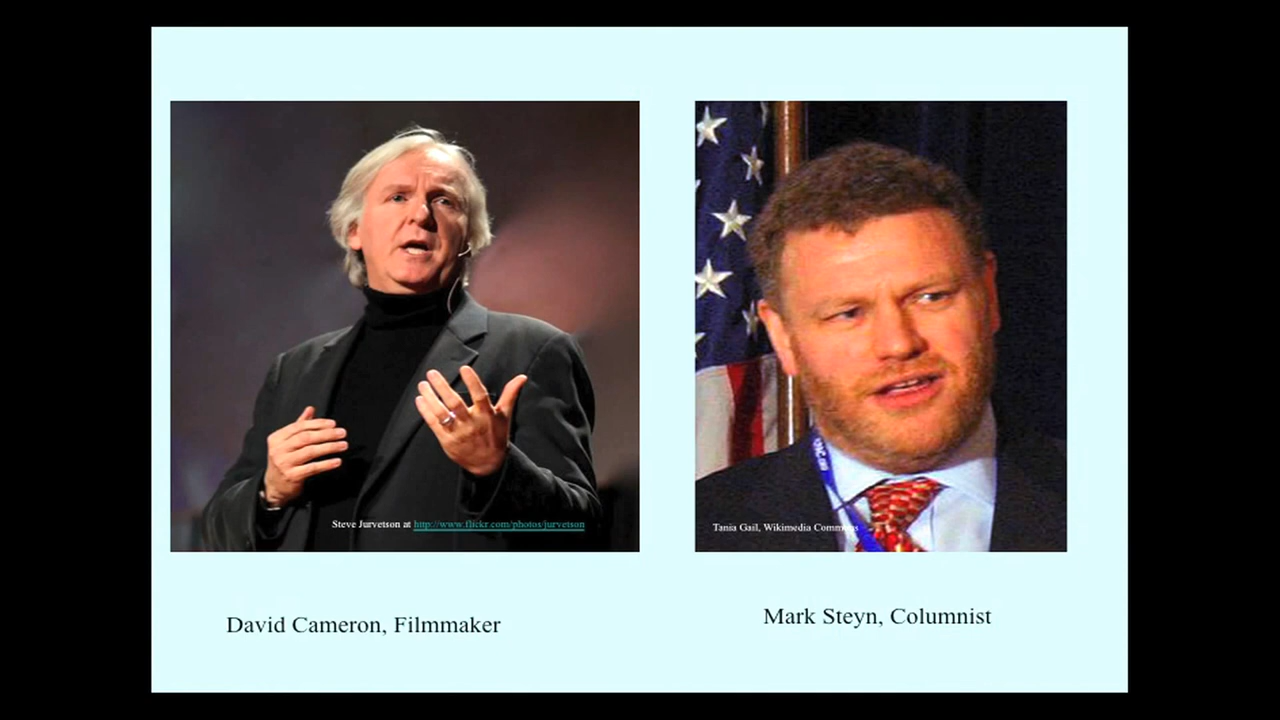 Steve Jurvetson at http://www.flickr.com/photos/jurvetson
Tania Gail, Wikimedia Commons
David Cameron, Filmmaker
Mark Steyn, Columnist